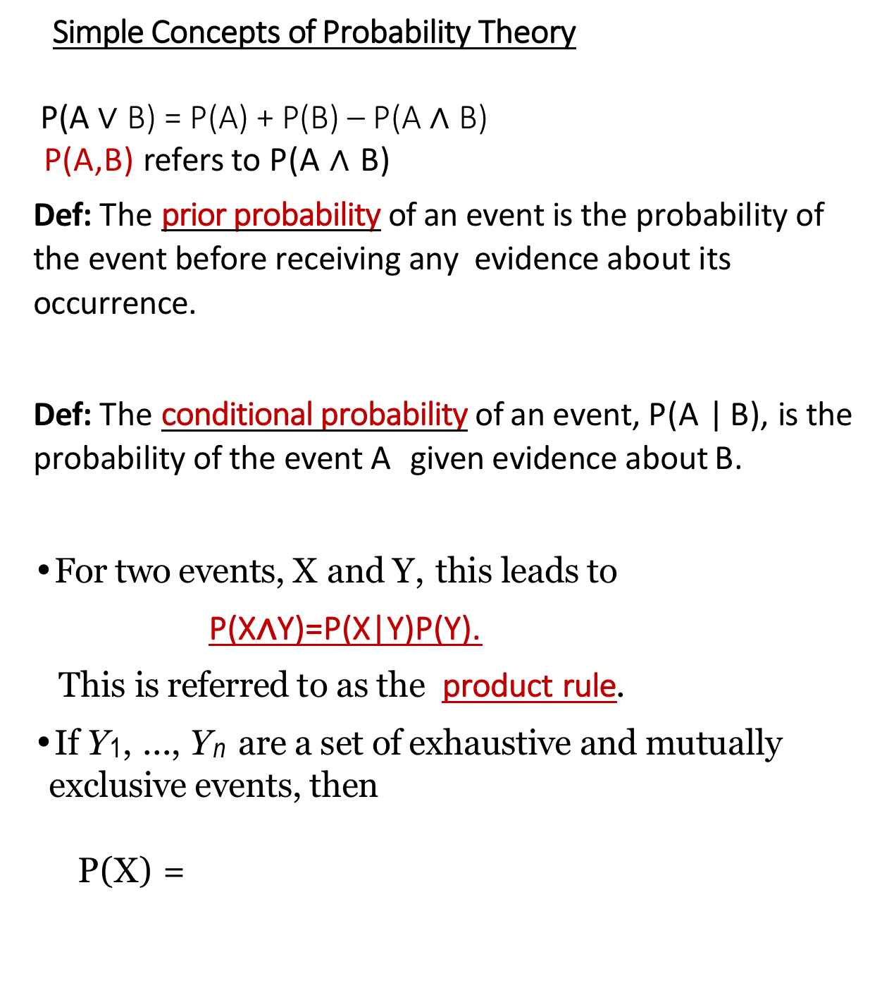 Simple Concepts of Probability Theory
P(A ∨ B) = P(A) + P(B) – P(A ∧ B)
P(A,B) refers to P(A ∧ B)
Def: The prior probability of an event is the probability of
the event before receiving any evidence about its
occurrence.
Def: The conditional probability of an event, P(A | B), is the
probability of the event A given evidence about B.
•For two events, X and Y, this leads to
P(X∧Y)=P(X|Y)P(Y).
This is referred to as the product rule.
•If Y1, …, Yn are a set of exhaustive and mutually
exclusive events, then
P(X) =